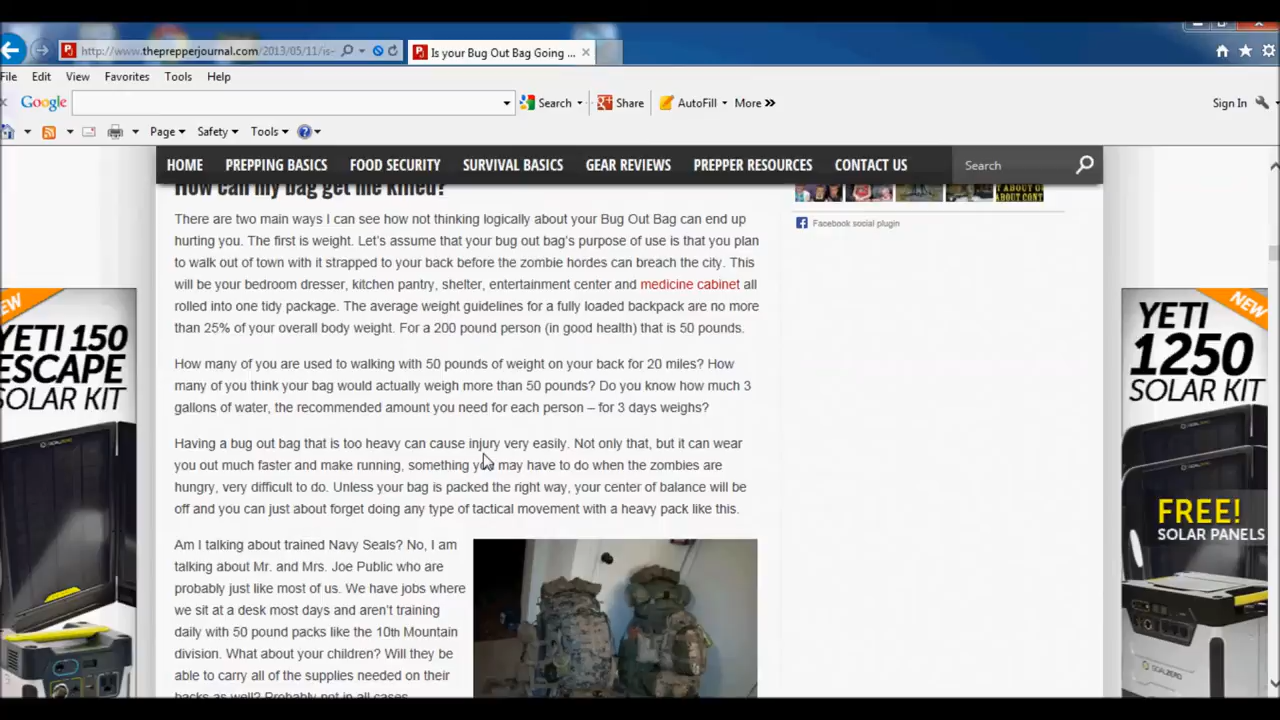 http://www.theprepperjournal.com/2013/05/11/is-
Is your Bug Out Bag Going ...
File Edit View Favorites Tools Help
Google Search Share AutoFill More » Sign In
Page Safety Tools
HOME PREPPING BASICS FOOD SECURITY SURVIVAL BASICS GEAR REVIEWS PREPPER RESOURCES CONTACT US Search
How can my bag get me killed?
There are two main ways I can see how not thinking logically about your Bug Out Bag can end up
hurting you. The first is weight. Let's assume that your bug out bag's purpose of use is that you plan
to walk out of town with it strapped to your back before the zombie hordes can breach the city. This
will be your bedroom dresser, kitchen pantry, shelter, entertainment center and medicine cabinet all
rolled into one tidy package. The average weight guidelines for a fully loaded backpack are no more
than 25% of your overall body weight. For a 200 pound person (in good health) that is 50 pounds.
How many of you are used to walking with 50 pounds of weight on your back for 20 miles? How
many of you think your bag would actually weigh more than 50 pounds? Do you know how much 3
gallons of water, the recommended amount you need for each person – for 3 days weighs?
Having a bug out bag that is too heavy can cause injury very easily. Not only that, but it can wear
you out much faster and make running, something you may have to do when the zombies are
hungry, very difficult to do. Unless your bag is packed the right way, your center of balance will be
off and you can just about forget doing any type of tactical movement with a heavy pack like this.
Am I talking about trained Navy Seals? No, I am
talking about Mr. and Mrs. Joe Public who are
probably just like most of us. We have jobs where
we sit at a desk most days and aren't training
daily with 50 pound packs like the 10th Mountain
division. What about your children? Will they be
able to carry all of the supplies needed on their
backs as well? Probably not in all cases.
Facebook social plugin
NEW
YETI 150
ESCAPE
SOLAR KIT
NEW
YETI
1250
SOLAR KIT
FREE!
SOLAR PANELS